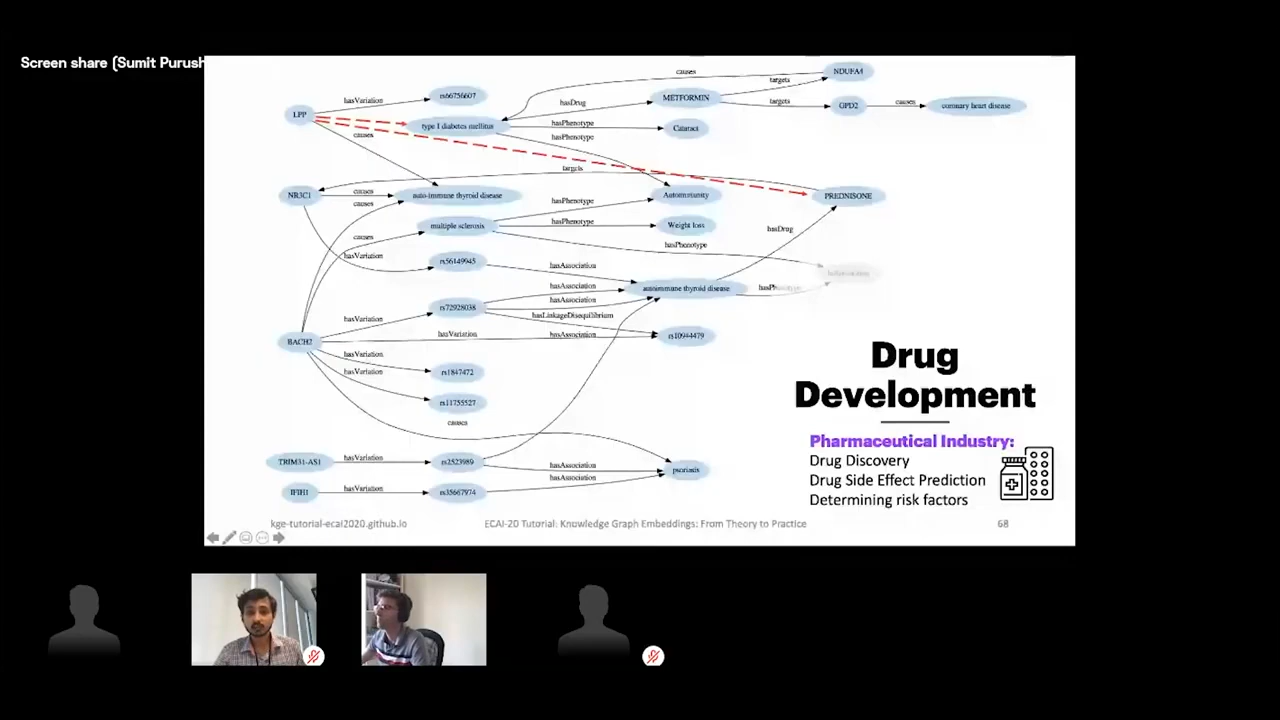 Screen share (Sumit Purush
causes
NDUFA4
rs66756607
hasVariation
targets
METFORMIN
hasDrug
LPP
targets
GPD2
causes
coronary heart disease
type I diabetes mellitus
hasPhenotype
Cataract
causes
hasPhenotype
targets
NR3C1
causes
auto-immune thyroid disease
Autoimmunity
PREDNISONE
causes
hasPhenotype
multiple sclerosis
hasPhenotype
Weight loss
hasDrug
causes
hasPhenotype
hasVariation
rs56149945
hasAssociation
hasAssociation
autoimmune thyroid disease
hasPhenotype
hasAssociation
rs72928038
hasLinkageDisequilibrium
hasVariation
hasVariation
hasAssociation
rs10944479
BACH2
hasVariation
hasVariation
rs1847472
rs11755527
causes
TRIM31-AS1
hasVariation
rs2523989
hasAssociation
psoriasis
hasAssociation
IFIH1
hasVariation
rs35667974
Drug
Development
Pharmaceutical Industry:
Drug Discovery
Drug Side Effect Prediction
Determining risk factors
kge-tutorial-ecai2020.github.io
ECAI-20 Tutorial: Knowledge Graph Embeddings: From Theory to Practice
68